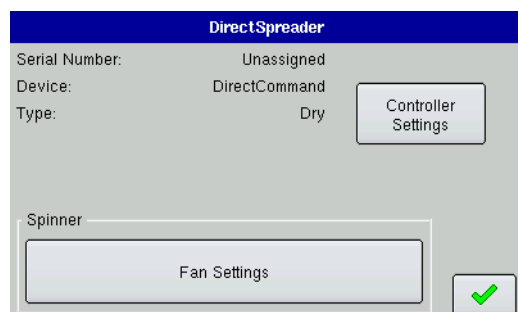 DirectSpreader
Serial Number: Unassigned
Device: DirectCommand
Type: Dry
Controller
Settings
Spinner
Fan Settings